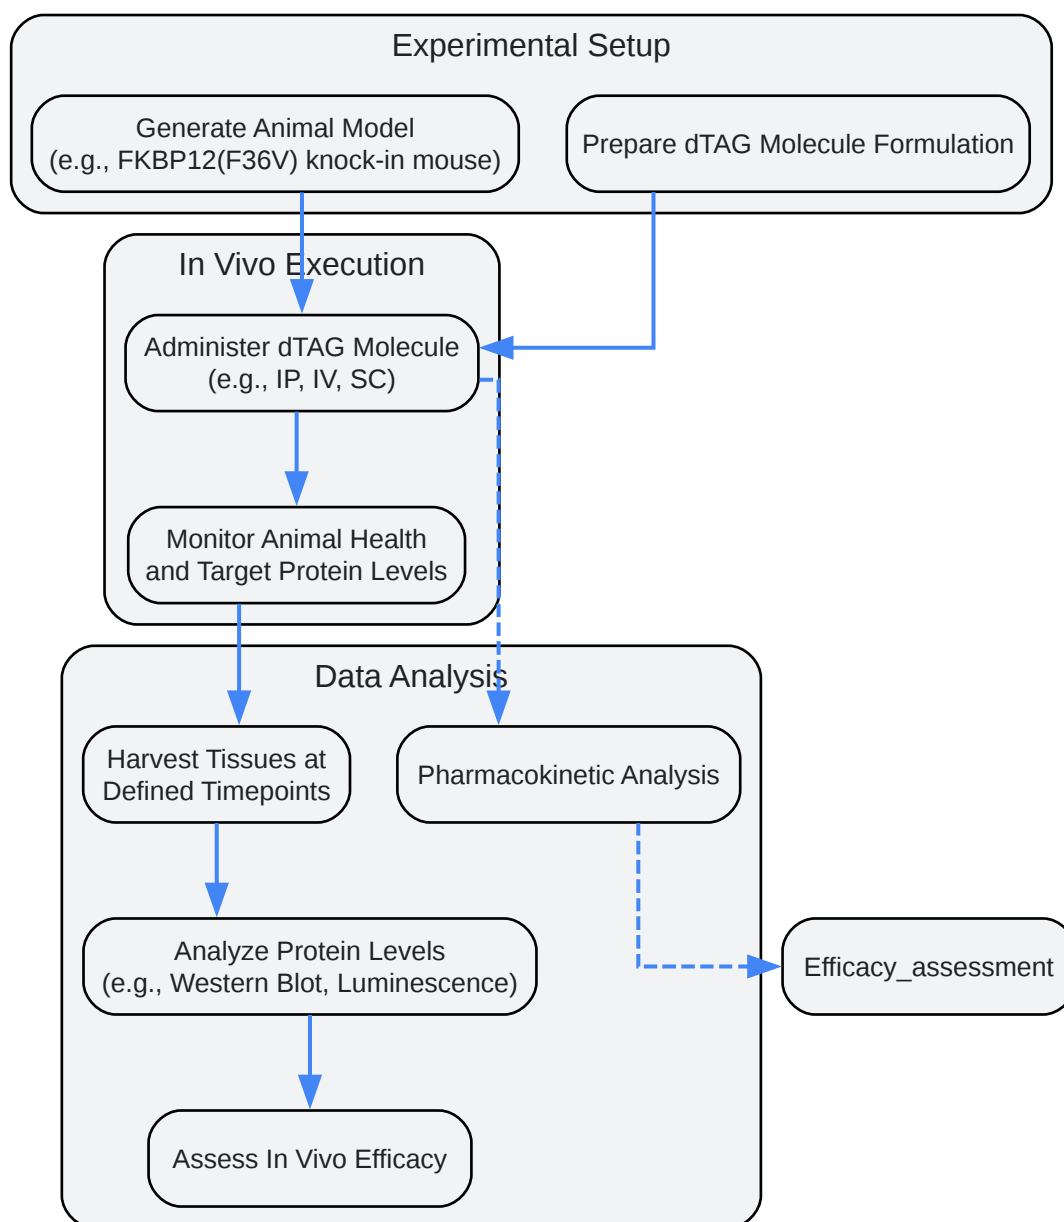 Experimental Setup
Generate Animal Model
(e.g., FKBP12(F36V) knock-in mouse)
Prepare dTAG Molecule Formulation
In Vivo Execution
Administer dTAG Molecule
(e.g., IP, IV, SC)
Monitor Animal Health
and Target Protein Levels
Data Analysis
Harvest Tissues at
Defined Timepoints
Pharmacokinetic Analysis
Analyze Protein Levels
(e.g., Western Blot, Luminescence)
Efficacy_assessment
Assess In Vivo Efficacy